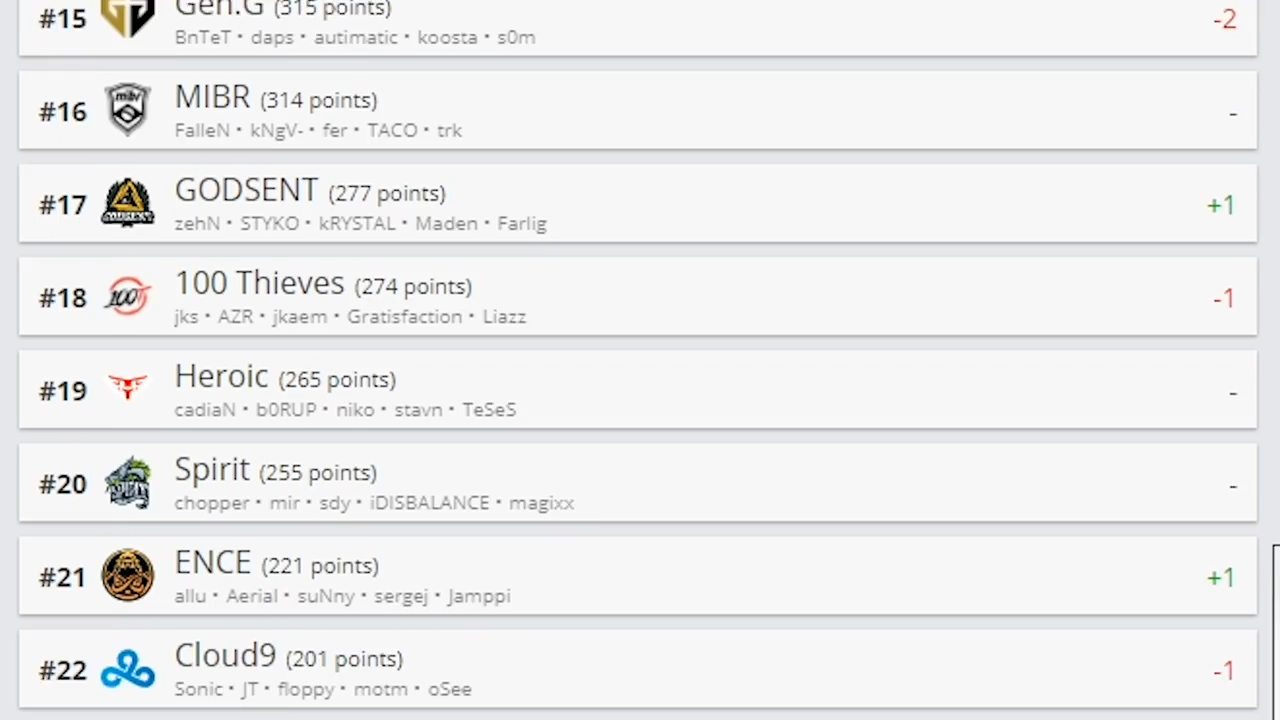 #15 Gen.G (315 points) -2
BnTeT • daps • autimatic • koosta • s0m
#16 mibr MIBR (314 points) -
FalleN • kNgV- • fer • TACO • trk
#17 GODSENT GODSENT (277 points) +1
zehN • STYKO • kRYSTAL • Maden • Farlig
#18 100T 100 Thieves (274 points) -1
jks • AZR • jkaem • Gratisfaction • Liazz
#19 Heroic (265 points) -
cadiaN • b0RUP • niko • stavn • TeSeS
#20 Spirit (255 points) -
chopper • mir • sdy • iDISBALANCE • magixx
#21 ENCE (221 points) +1
allu • Aerial • suNny • sergej • Jamppi
#22 Cloud9 (201 points) -1
Sonic • JT • floppy • motm • oSee